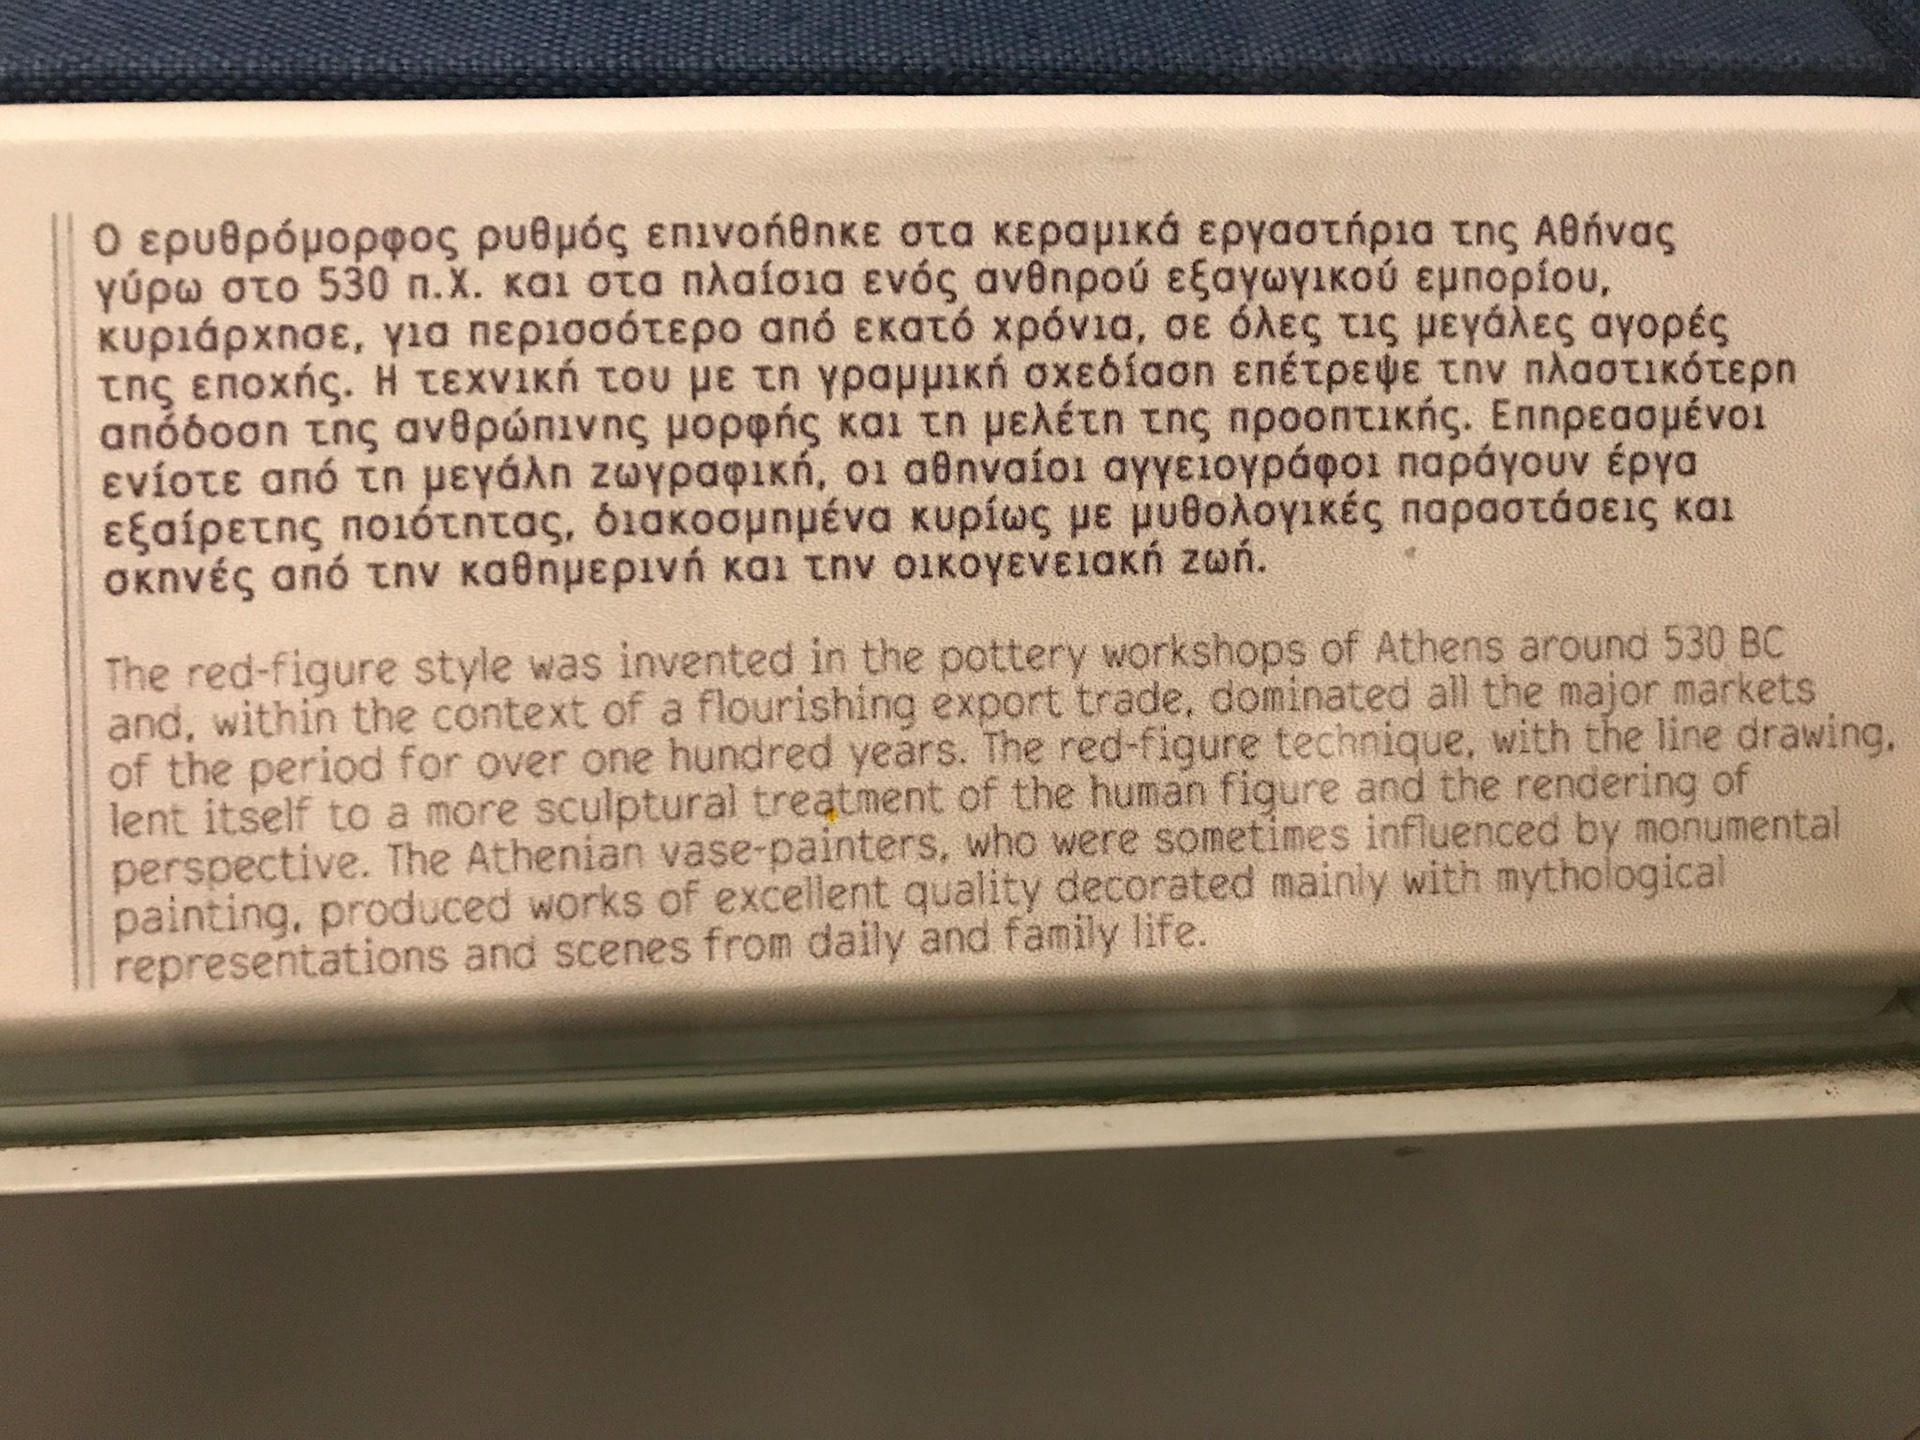 Ο ερυθρόμορφος ρυθμός επινοήθηκε στα κεραμικά εργαστήρια της Αθήνας
γύρω στο 530 π.Χ. και στα πλαίσια ενός ανθηρού εξαγωγικού εμπορίου,
κυριάρχησε, για περισσότερο από εκατό χρόνια, σε όλες τις μεγάλες αγορές
της εποχής. Η τεχνική του με τη γραμμική σχεδίαση επέτρεψε την πλαστικότερη
απόδοση της ανθρώπινης μορφής και τη μελέτη της προοπτικής. Επηρεασμένοι
ενίοτε από τη μεγάλη ζωγραφική, οι αθηναίοι αγγειογράφοι παράγουν έργα
εξαίρετης ποιότητας, διακοσμημένα κυρίως με μυθολογικές παραστάσεις και
σκηνές από την καθημερινή και την οικογενειακή ζωή.
The red-figure style was invented in the pottery workshops of Athens around 530 BC
and, within the context of a flourishing export trade, dominated all the major markets
of the period for over one hundred years. The red-figure technique, with the line drawing,
lent itself to a more sculptural treatment of the human figure and the rendering of
perspective. The Athenian vase-painters, who were sometimes influenced by monumental
painting, produced works of excellent quality decorated mainly with mythological
representations and scenes from daily and family life.